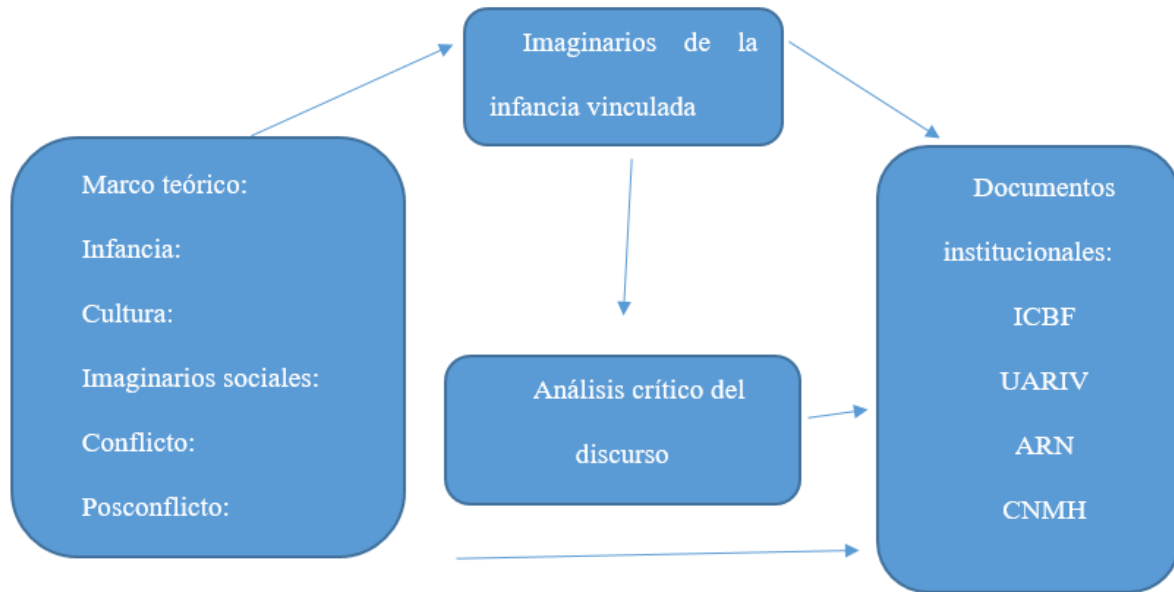 Imaginarios de la
infancia vinculada
Marco teórico:
Infancia:
Cultura:
Imaginarios sociales:
Conflicto:
Posconflicto:
Análisis crítico del
discurso
Documentos
institucionales:
ICBF
UARIV
ARN
CNMH